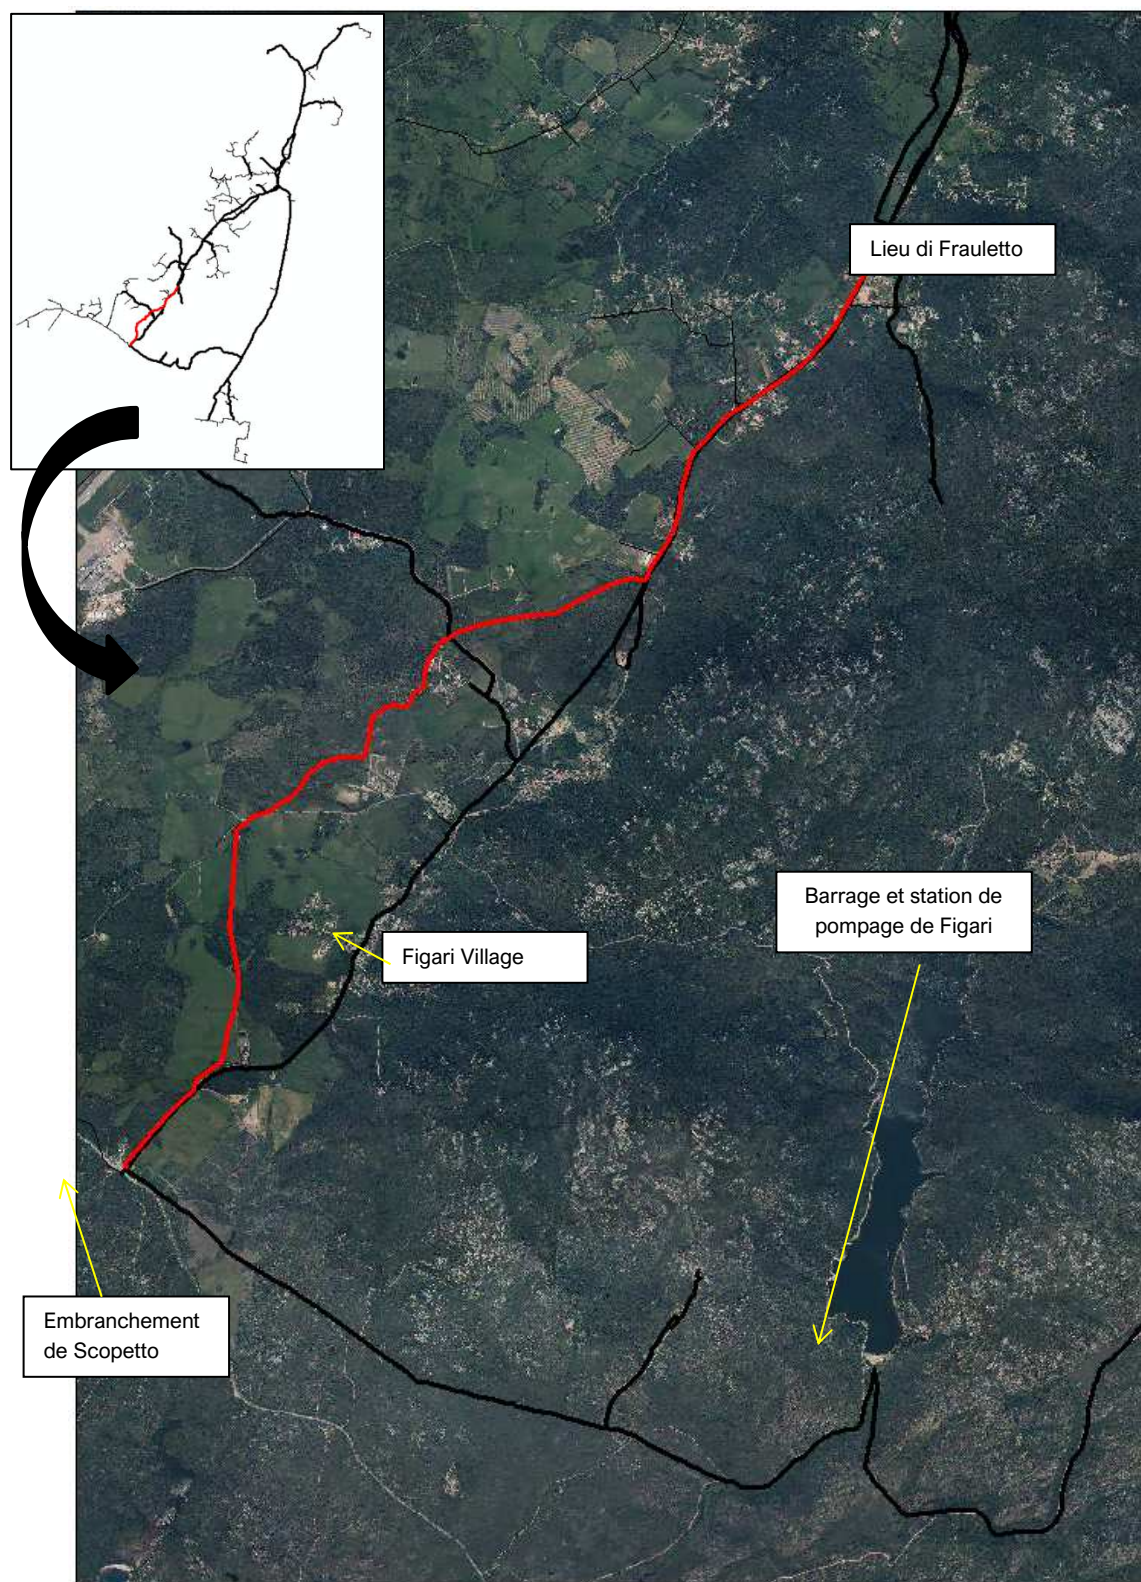 Lieu di Frauletto
Barrage et station de
pompage de Figari
Figari Village
Embranchement
de Scopetto